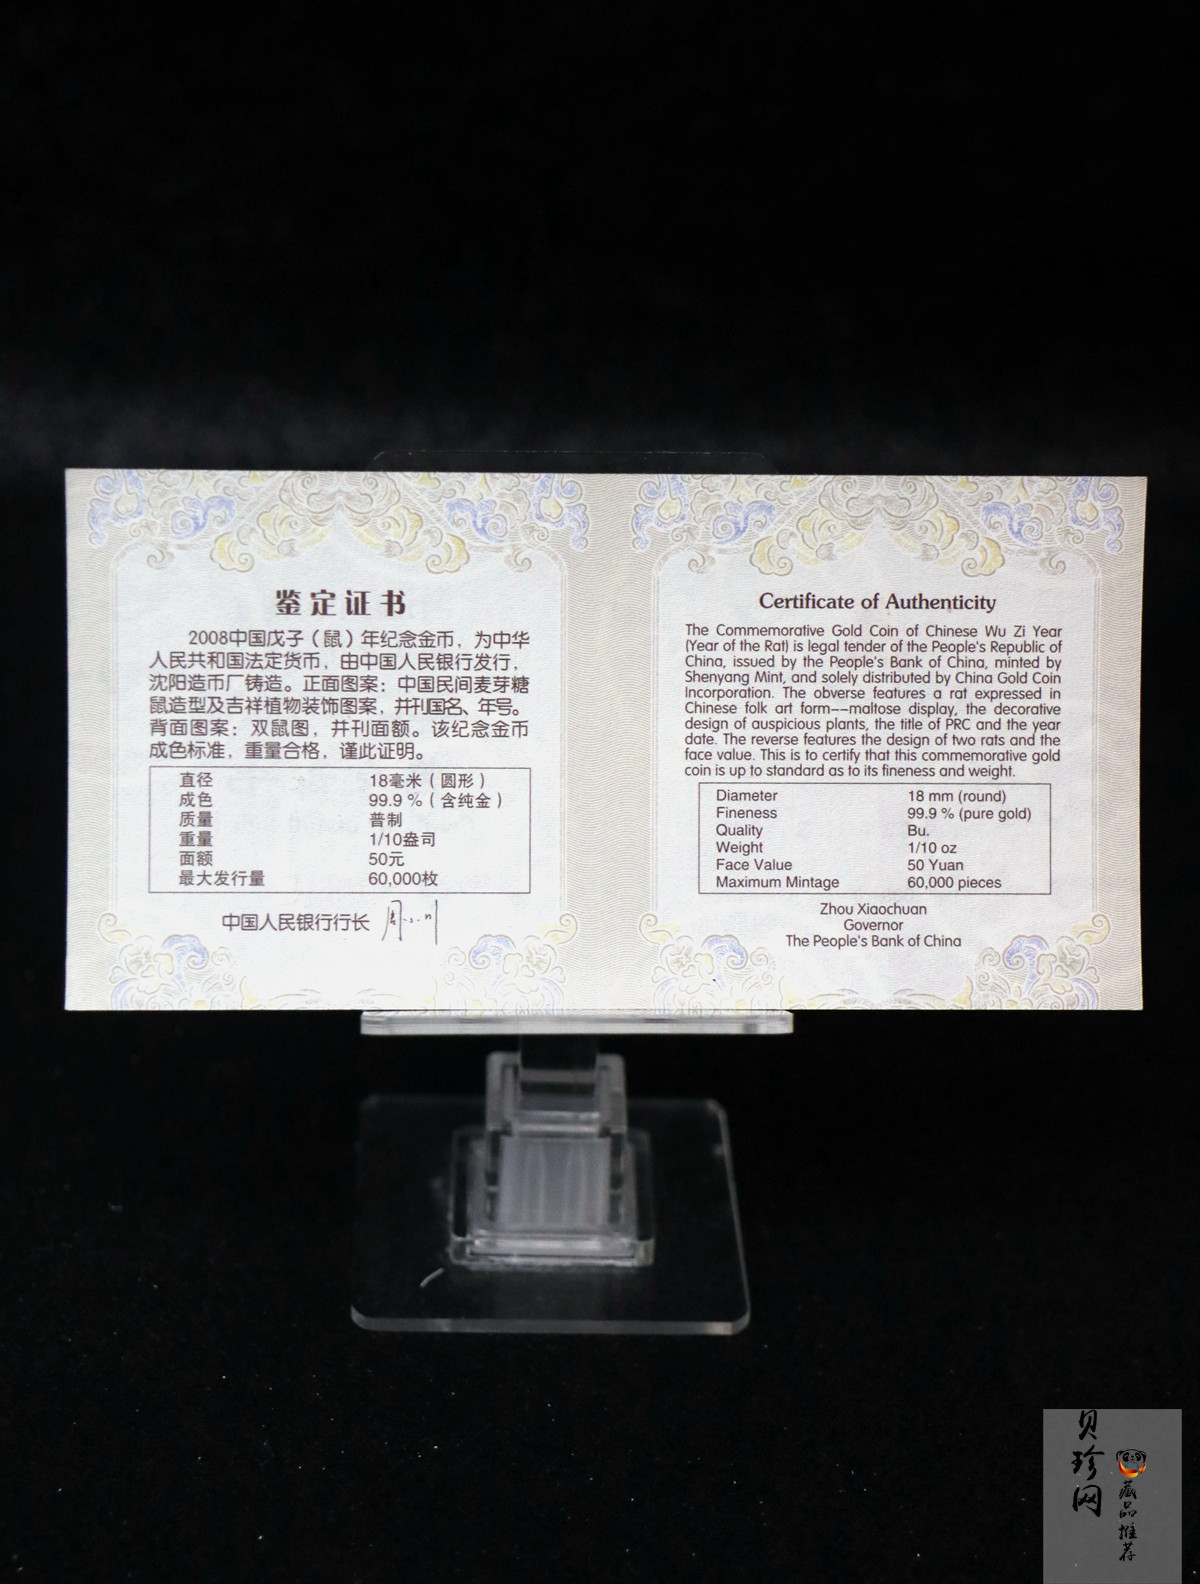 鉴定证书
2008中国戊子（鼠）年纪念金币，为中华
人民共和国法定货币，由中国人民银行发行，
沈阳造币厂铸造。正面图案：中国民间麦芽糖
鼠造型及吉祥植物装饰图案，并刊国名、年号。
背面图案：双鼠图，并刊面额。该纪念金币
成色标准，重量合格，谨此证明。
直径 18毫米（圆形）
成色 99.9 %（含纯金）
质量 普制
重量 1/10盎司
面额 50元
最大发行量 60,000枚
中国人民银行行长
Certificate of Authenticity
The Commemorative Gold Coin of Chinese Wu Zi Year
(Year of the Rat) is legal tender of the People's Republic of
China, issued by the People's Bank of China, minted by
Shenyang Mint, and solely distributed by China Gold Coin
Incorporation. The obverse features a rat expressed in
Chinese folk art form--maltose display, the decorative
design of auspicious plants, the title of PRC and the year
date. The reverse features the design of two rats and the
face value. This is to certify that this commemorative gold
coin is up to standard as to its fineness and weight.
Diameter 18 mm (round)
Fineness 99.9 % (pure gold)
Quality Bu.
Weight 1/10 oz
Face Value 50 Yuan
Maximum Mintage 60,000 pieces
Zhou Xiaochuan
Governor
The People's Bank of China
贝珍网
藏品推荐